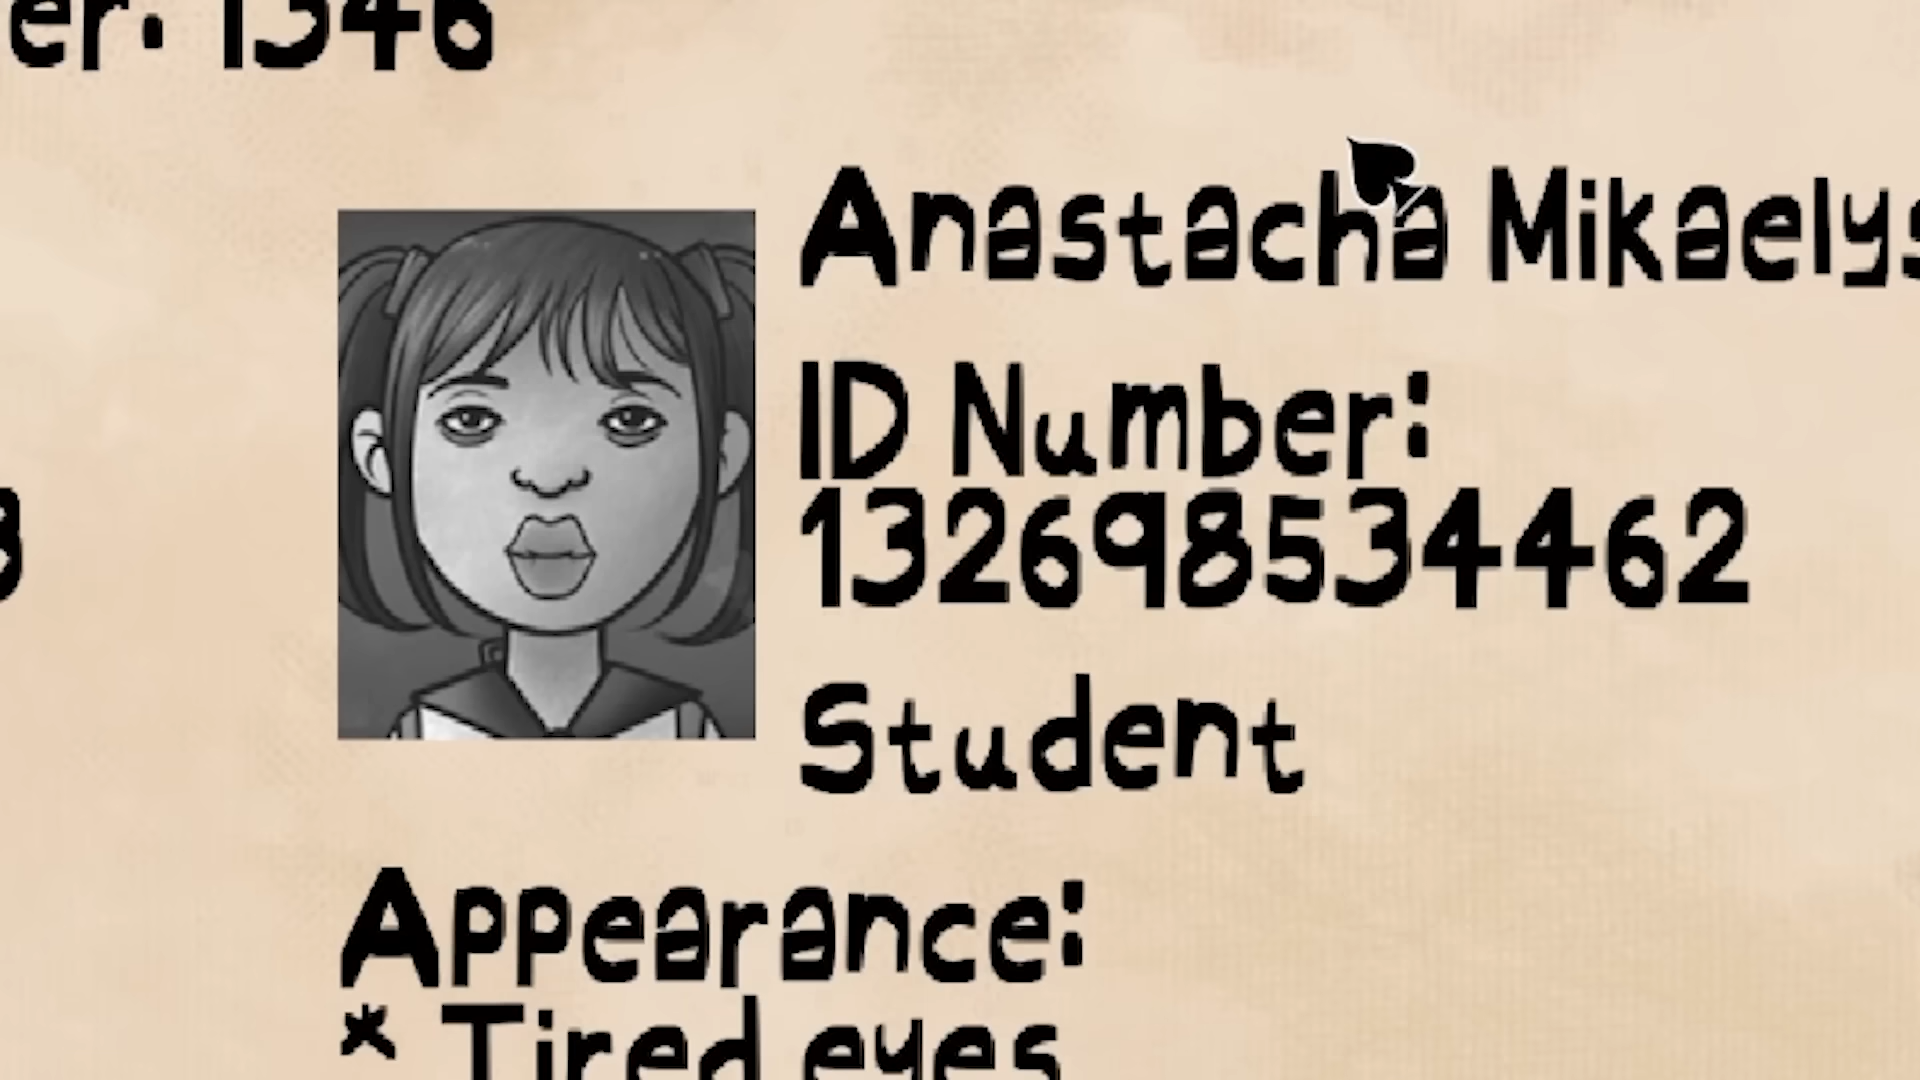 er: 1346
Anastacha Mikaelys
ID Number:
132698534462
Student
Appearance:
* Tired eyes